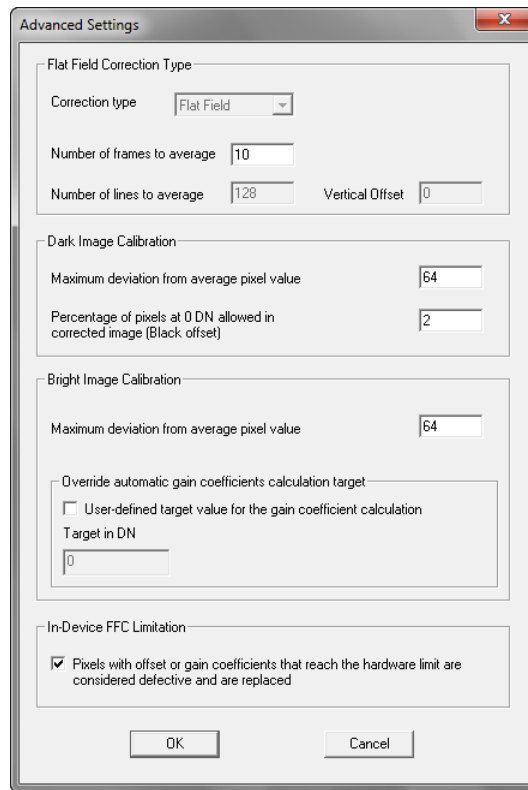 Advanced Settings
Flat Field Correction Type
Correction type
Flat Field
Number of frames to average
10
Number of lines to average
128
Vertical Offset
0
Dark Image Calibration
Maximum deviation from average pixel value
64
Percentage of pixels at 0 DN allowed in
corrected image (Black offset)
2
Bright Image Calibration
Maximum deviation from average pixel value
64
Override automatic gain coefficients calculation target
User-defined target value for the gain coefficient calculation
Target in DN
0
In-Device FFC Limitation
Pixels with offset or gain coefficients that reach the hardware limit are
considered defective and are replaced
OK
Cancel